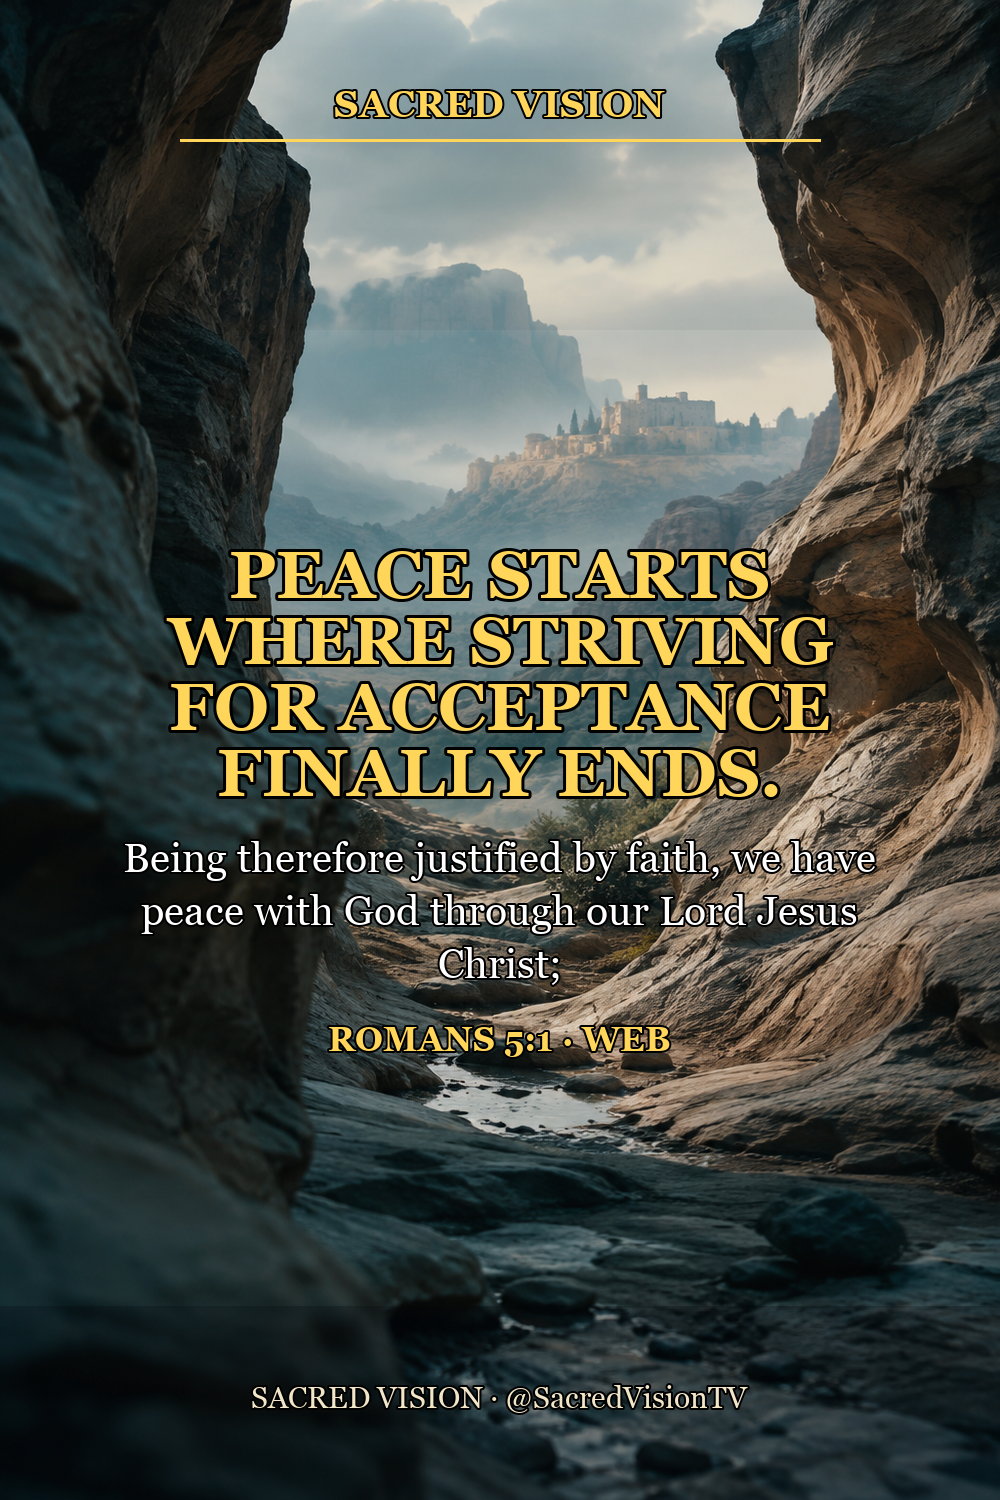 SACRED VISION
PEACE STARTS
WHERE STRIVING
FOR ACCEPTANCE
FINALLY ENDS.
Being therefore justified by faith, we have
peace with God through our Lord Jesus
Christ;
ROMANS 5:1 · WEB
SACRED VISION · @SacredVisionTV